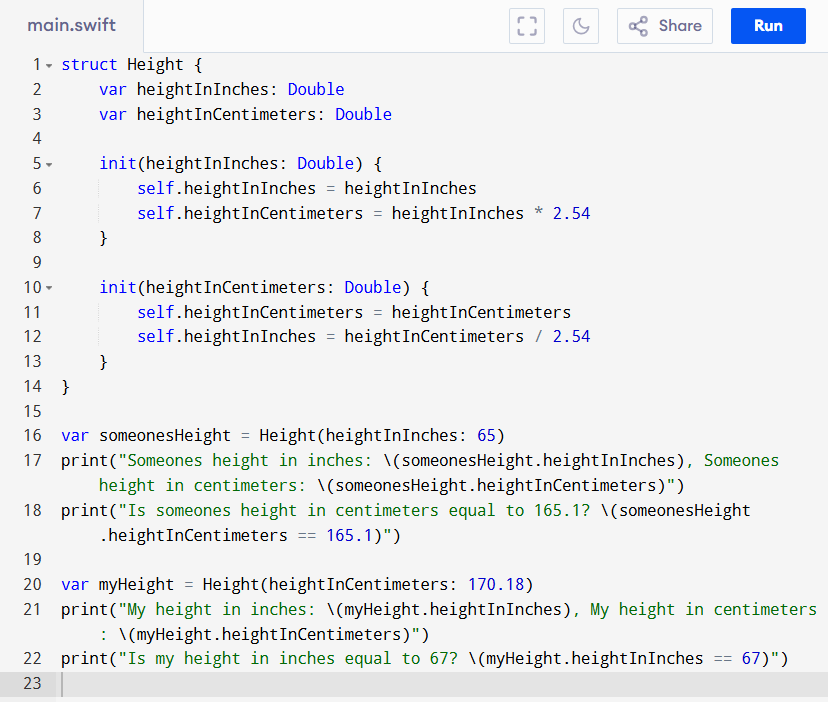 main.swift
Share
Run
1 struct Height {
2     var heightInInches: Double
3     var heightInCentimeters: Double
4
5     init(heightInInches: Double) {
6         self.heightInInches = heightInInches
7         self.heightInCentimeters = heightInInches * 2.54
8     }
9
10     init(heightInCentimeters: Double) {
11         self.heightInCentimeters = heightInCentimeters
12         self.heightInInches = heightInCentimeters / 2.54
13     }
14 }
15
16 var someonesHeight = Height(heightInInches: 65)
17 print("Someones height in inches: \(someonesHeight.heightInInches), Someones
height in centimeters: \(someonesHeight.heightInCentimeters)")
18 print("Is someones height in centimeters equal to 165.1? \(someonesHeight
.heightInCentimeters == 165.1)")
19
20 var myHeight = Height(heightInCentimeters: 170.18)
21 print("My height in inches: \(myHeight.heightInInches), My height in centimeters
: \(myHeight.heightInCentimeters)")
22 print("Is my height in inches equal to 67? \(myHeight.heightInInches == 67)")
23